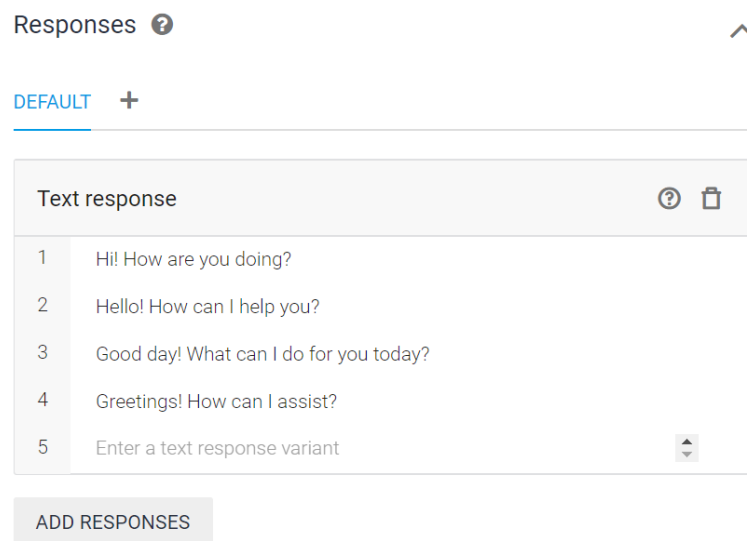 Responses
DEFAULT
Text response
1 Hi! How are you doing?
2 Hello! How can I help you?
3 Good day! What can I do for you today?
4 Greetings! How can I assist?
5 Enter a text response variant
ADD RESPONSES